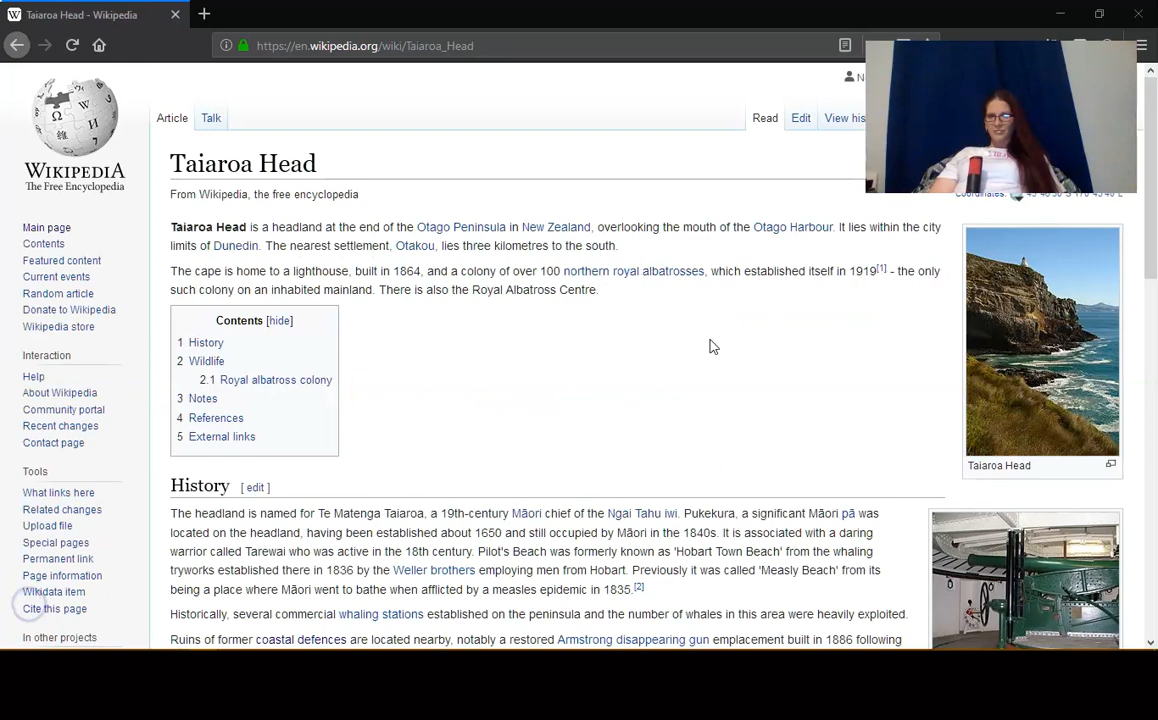 Taiaroa Head - Wikipedia
https://en.wikipedia.org/wiki/Taiaroa_Head
WIKIPEDIA
The Free Encyclopedia
Main page
Contents
Featured content
Current events
Random article
Donate to Wikipedia
Wikipedia store
Interaction
Help
About Wikipedia
Community portal
Recent changes
Contact page
Tools
What links here
Related changes
Upload file
Special pages
Permanent link
Page information
Wikidata item
Cite this page
In other projects
Article Talk
Read Edit View his
Taiaroa Head
From Wikipedia, the free encyclopedia
Taiaroa Head is a headland at the end of the Otago Peninsula in New Zealand, overlooking the mouth of the Otago Harbour. It lies within the city
limits of Dunedin. The nearest settlement, Otakou, lies three kilometres to the south.
The cape is home to a lighthouse, built in 1864, and a colony of over 100 northern royal albatrosses, which established itself in 1919[1] - the only
such colony on an inhabited mainland. There is also the Royal Albatross Centre.
Contents [hide]
1 History
2 Wildlife
2.1 Royal albatross colony
3 Notes
4 References
5 External links
Taiaroa Head
History [ edit ]
The headland is named for Te Matenga Taiaroa, a 19th-century Māori chief of the Ngai Tahu iwi. Pukekura, a significant Māori pā was
located on the headland, having been established about 1650 and still occupied by Māori in the 1840s. It is associated with a daring
warrior called Tarewai who was active in the 18th century. Pilot's Beach was formerly known as 'Hobart Town Beach' from the whaling
tryworks established there in 1836 by the Weller brothers employing men from Hobart. Previously it was called 'Measly Beach' from its
being a place where Māori went to bathe when afflicted by a measles epidemic in 1835.[2]
Historically, several commercial whaling stations established on the peninsula and the number of whales in this area were heavily exploited.
Ruins of former coastal defences are located nearby, notably a restored Armstrong disappearing gun emplacement built in 1886 following